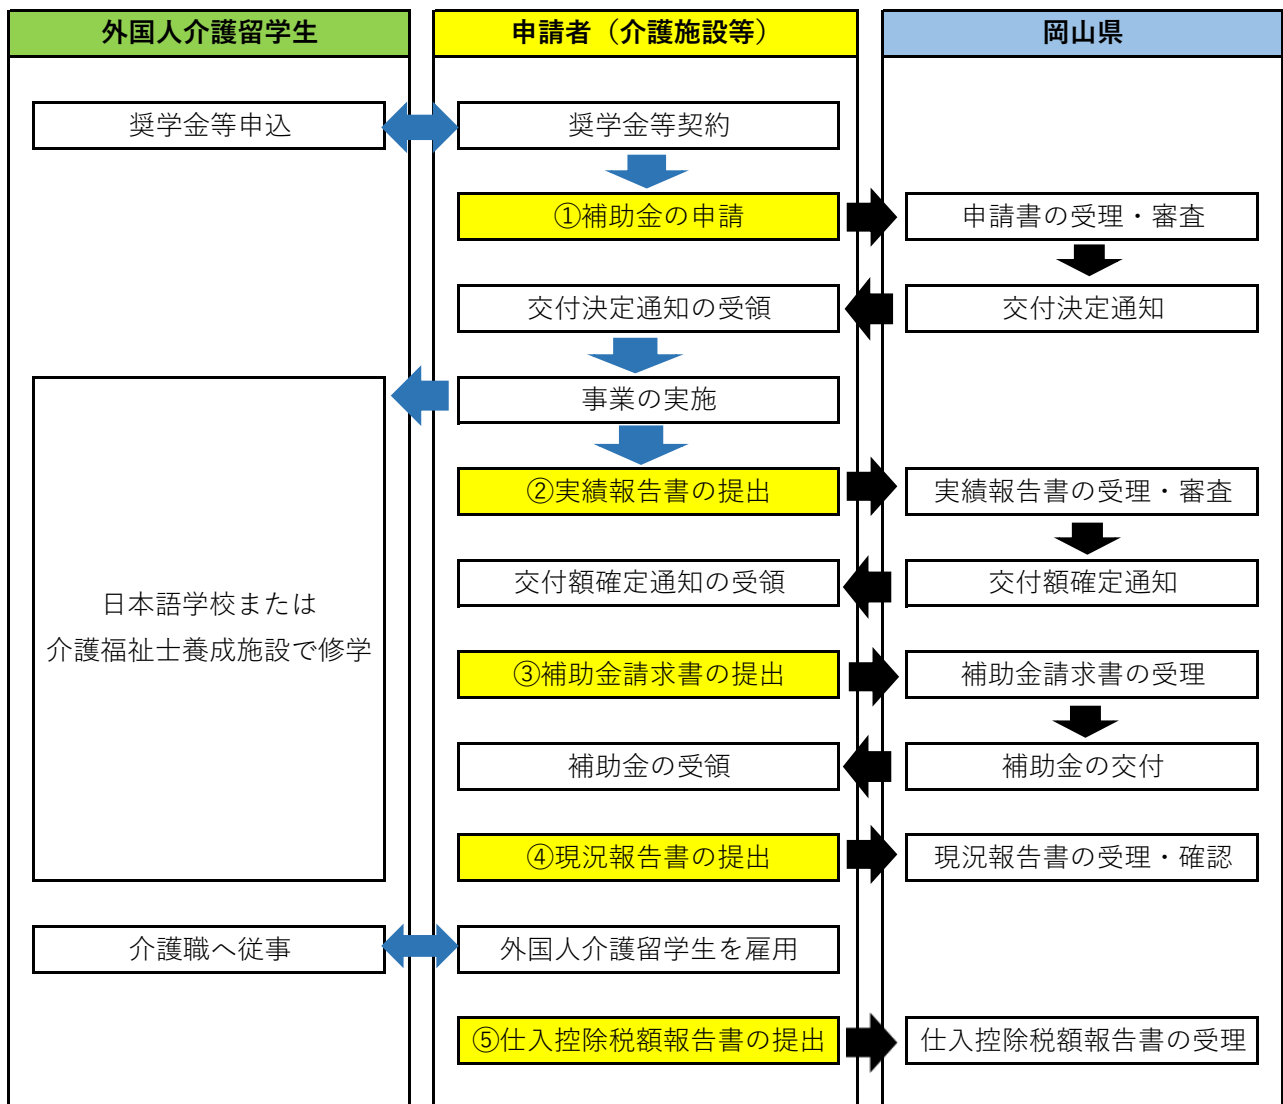 外国人介護留学生
申請者（介護施設等）
岡山県
奨学金等申込
奨学金等契約
①補助金の申請
申請書の受理・審査
交付決定通知の受領
交付決定通知
事業の実施
②実績報告書の提出
実績報告書の受理・審査
交付額確定通知の受領
交付額確定通知
日本語学校または
介護福祉士養成施設で修学
③補助金請求書の提出
補助金請求書の受理
補助金の受領
補助金の交付
④現況報告書の提出
現況報告書の受理・確認
介護職へ従事
外国人介護留学生を雇用
⑤仕入控除税額報告書の提出
仕入控除税額報告書の受理